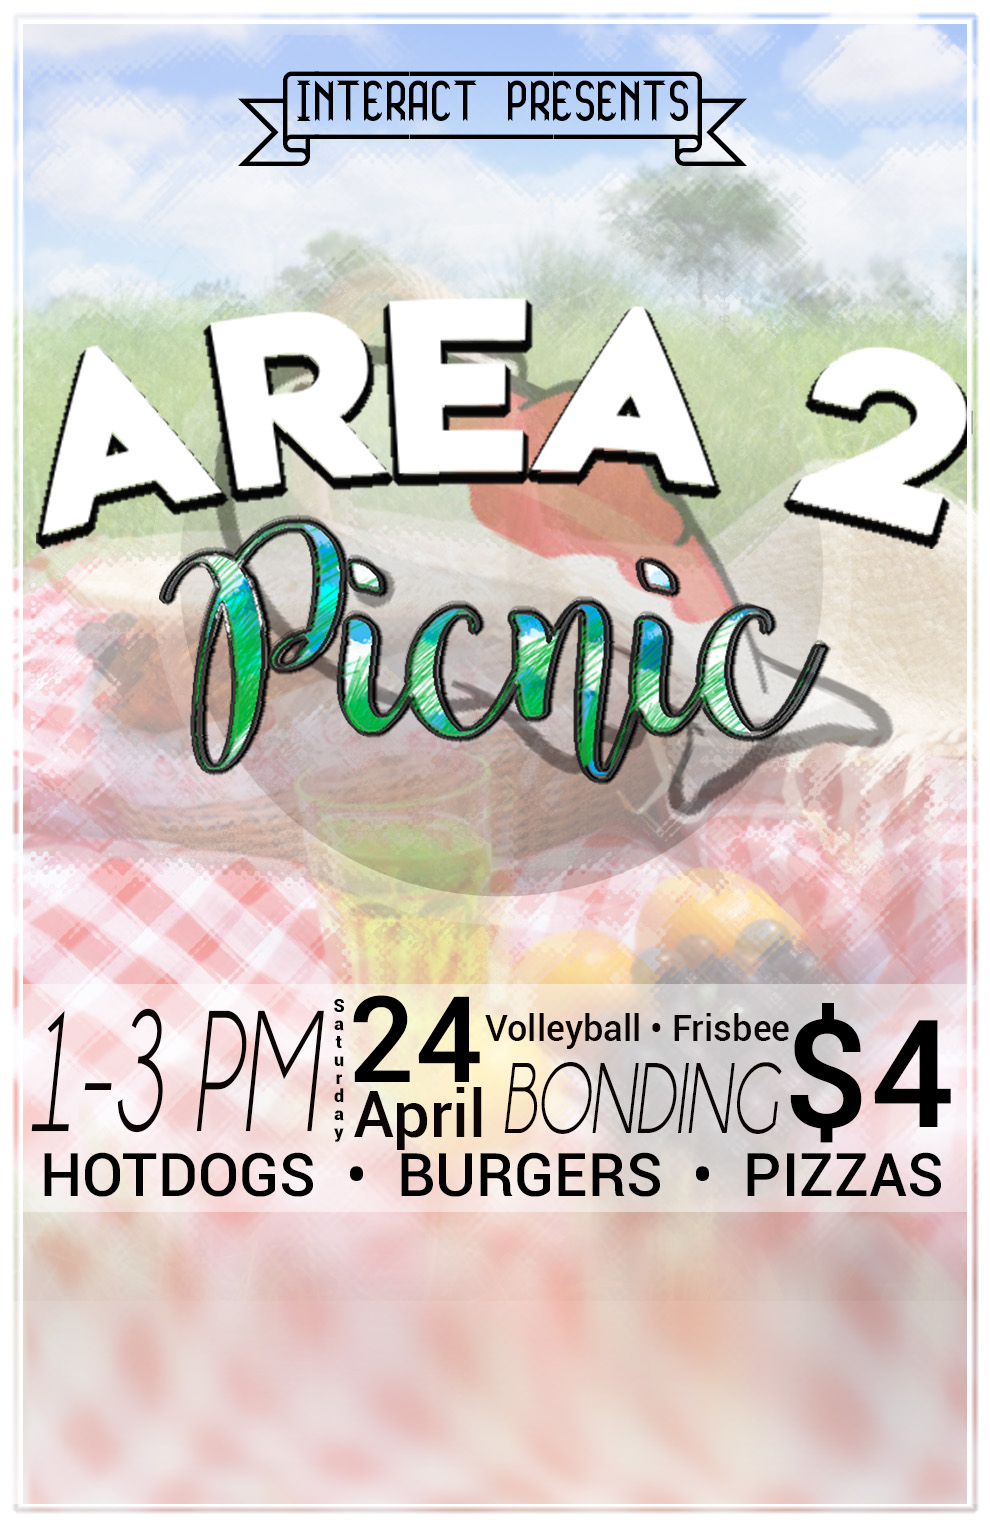 INTERACT PRESENTS
AREA 2
Picnic
1-3 PM
Saturday
24
April
Volleyball • Frisbee
BONDING
$4
HOTDOGS • BURGERS • PIZZAS